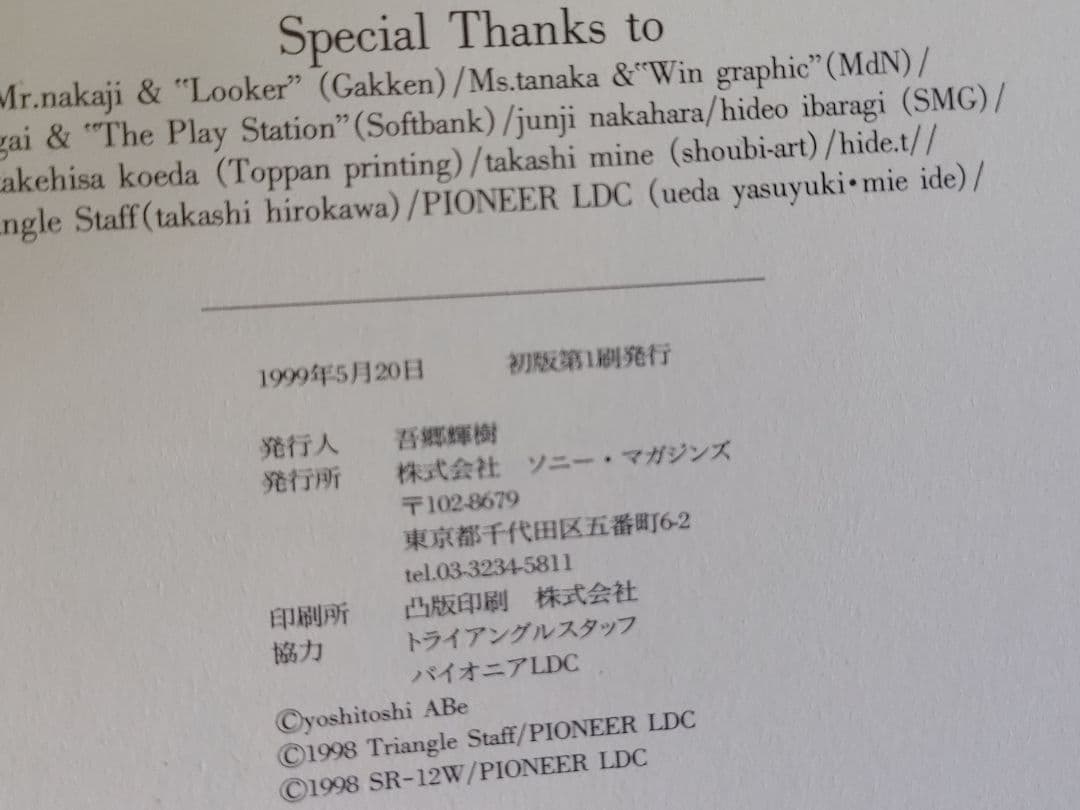 Special Thanks to
Mr.nakaji & "Looker" (Gakken)/Ms.tanaka &"Win graphic"(MdN)/
gai & "The Play Station"(Softbank)/junji nakahara/hideo ibaragi (SMG)/
akehisa koeda (Toppan printing)/takashi mine (shoubi-art)/hide.t//
ngle Staff(takashi hirokawa)/PIONEER LDC (ueda yasuyuki•mie ide)/
1999年5月20日 初版第1刷発行
発行人 吾郷輝樹
発行所 株式会社 ソニー・マガジンズ
〒102-8679
東京都千代田区五番町6-2
tel.03-3234-5811
印刷所 凸版印刷 株式会社
協力 トライアングルスタッフ
パイオニアLDC
©yoshitoshi ABe
©1998 Triangle Staff/PIONEER LDC
©1998 SR-12W/PIONEER LDC